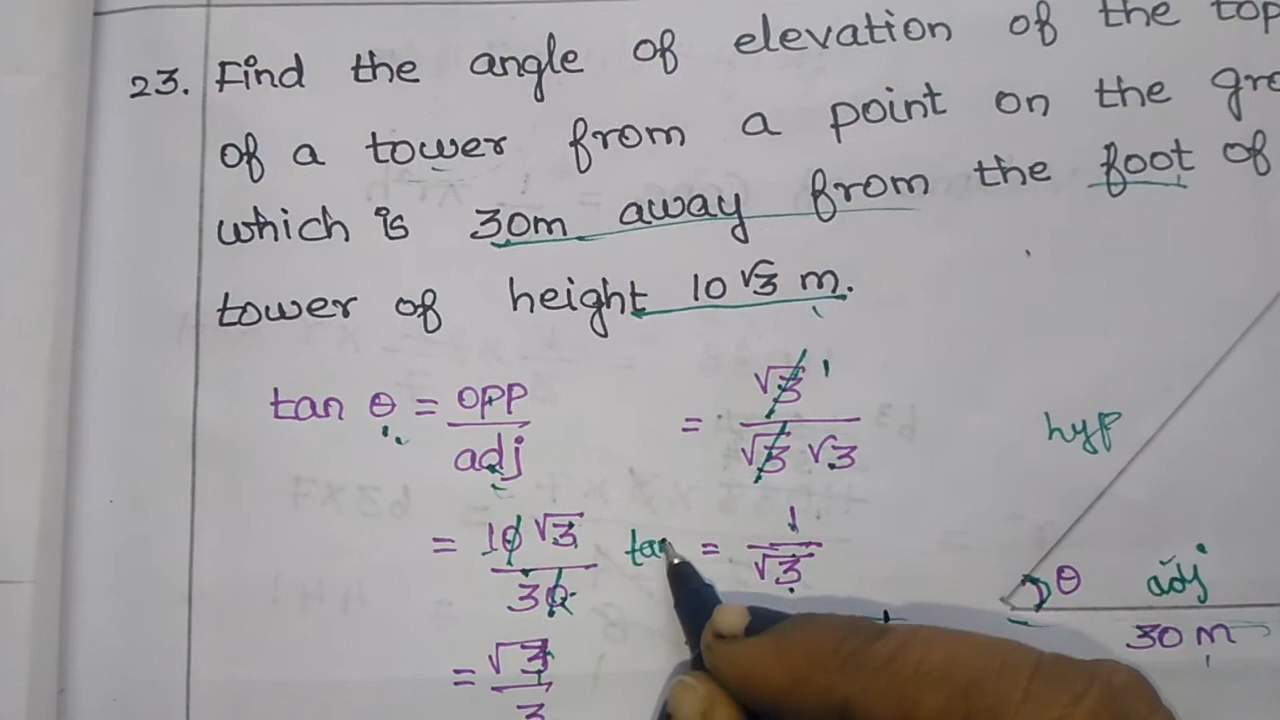 23. Find the angle of elevation of the top
of a tower from a point on the gro
which is 30m away from the foot of
tower of height 10√3 m.
tan θ = opp/adj
= 10√3/30
= √3/3
= √3/√3 √3 1
tan = 1/√3
hyp
θ adj
30 m